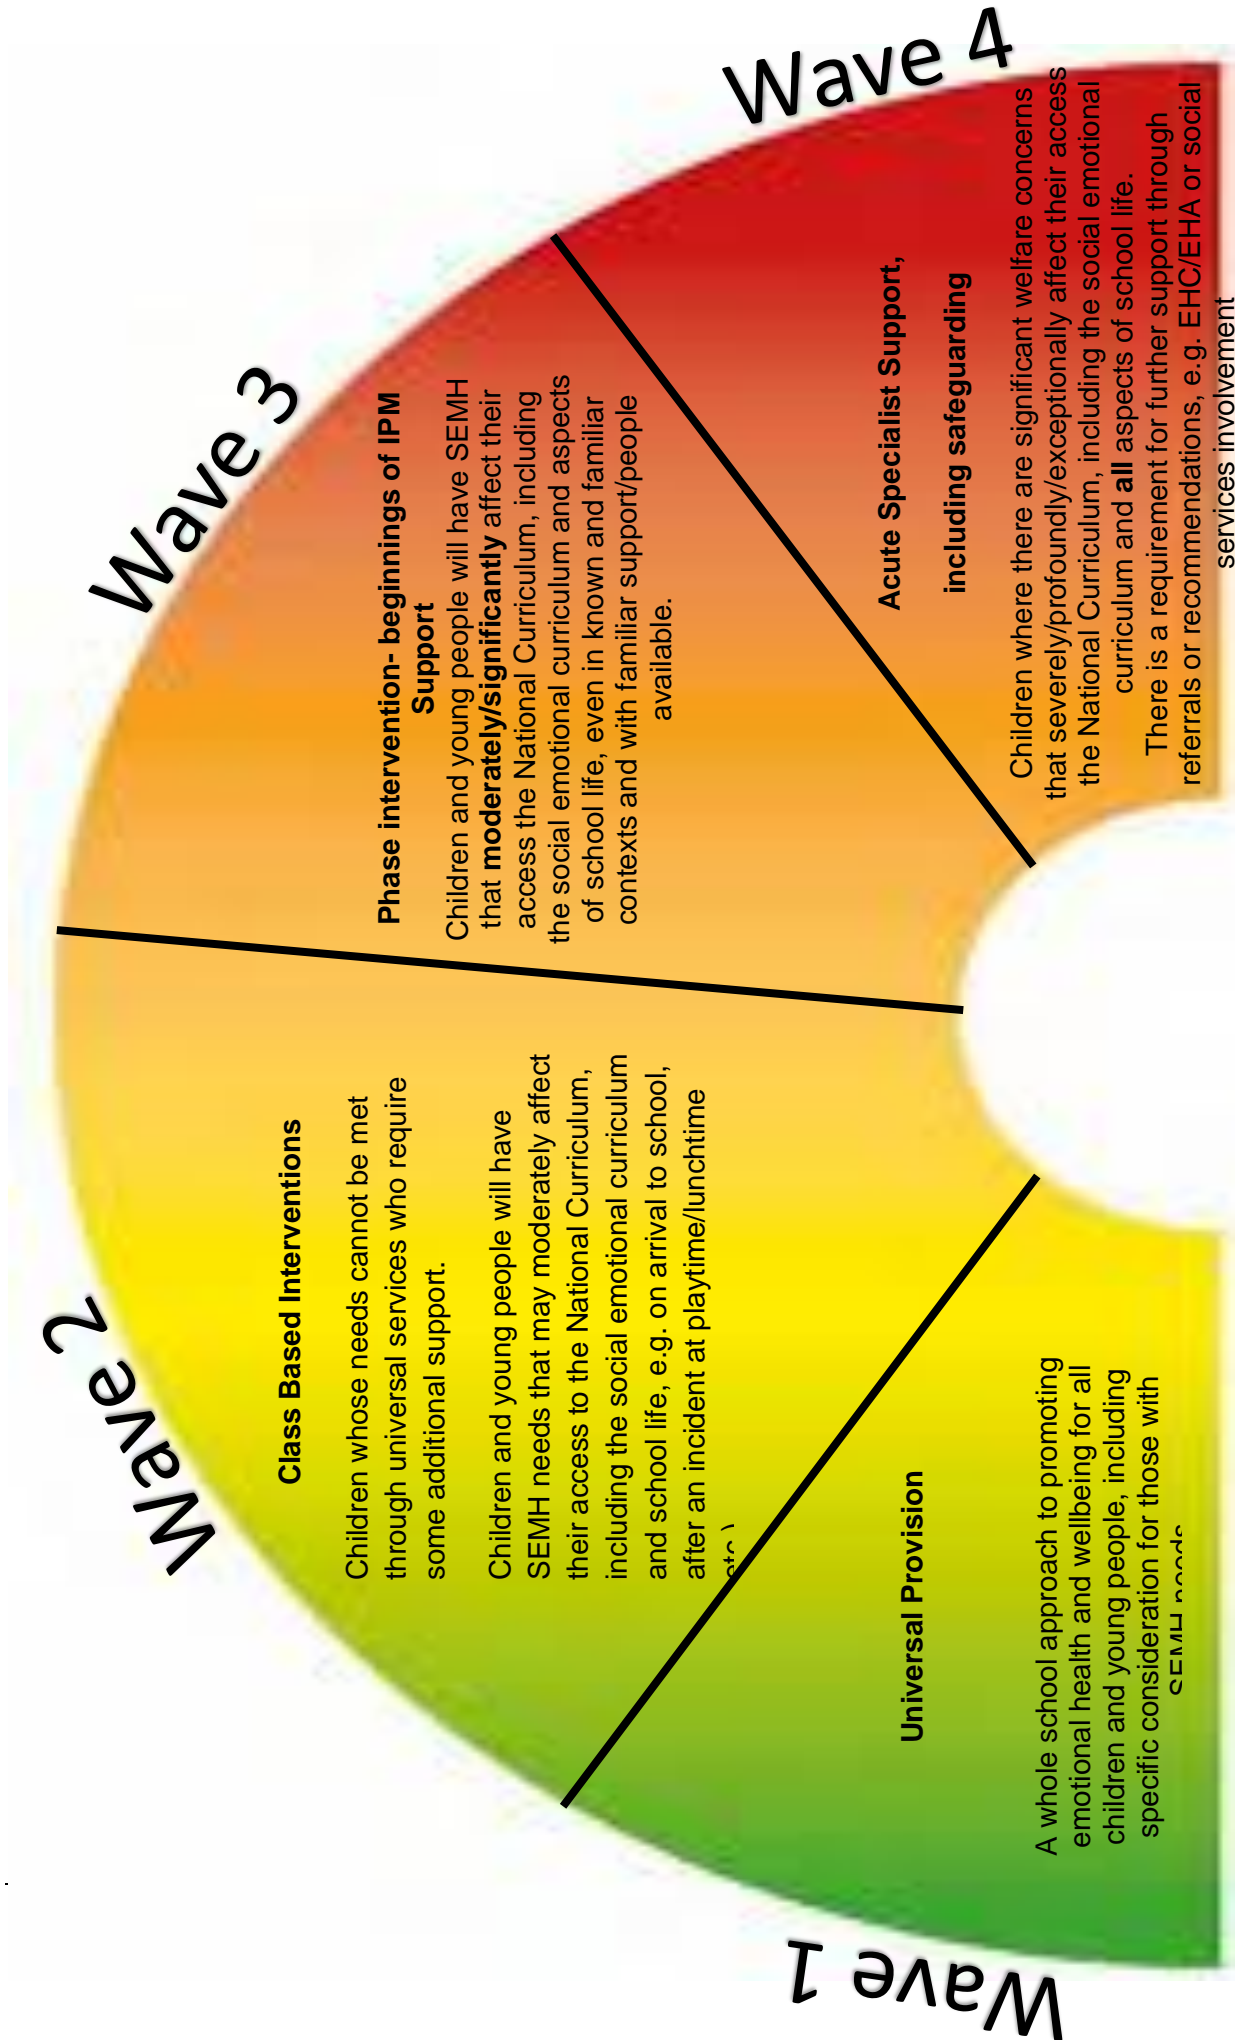 Wave 1
Universal Provision
A whole school approach to promoting
emotional health and wellbeing for all
children and young people, including
specific consideration for those with
SEMH needs
Wave 2
Class Based Interventions
Children whose needs cannot be met
through universal services who require
some additional support.
Children and young people will have
SEMH needs that may moderately affect
their access to the National Curriculum,
including the social emotional curriculum
and school life, e.g. on arrival to school,
after an incident at playtime/lunchtime
etc.)
Wave 3
Phase intervention- beginnings of IPM
Support
Children and young people will have SEMH
that moderately/significantly affect their
access the National Curriculum, including
the social emotional curriculum and aspects
of school life, even in known and familiar
contexts and with familiar support/people
available.
Wave 4
Acute Specialist Support,
including safeguarding
Children where there are significant welfare concerns
that severely/profoundly/exceptionally affect their access
the National Curriculum, including the social emotional
curriculum and all aspects of school life.
There is a requirement for further support through
referrals or recommendations, e.g. EHC/EHA or social
services involvement